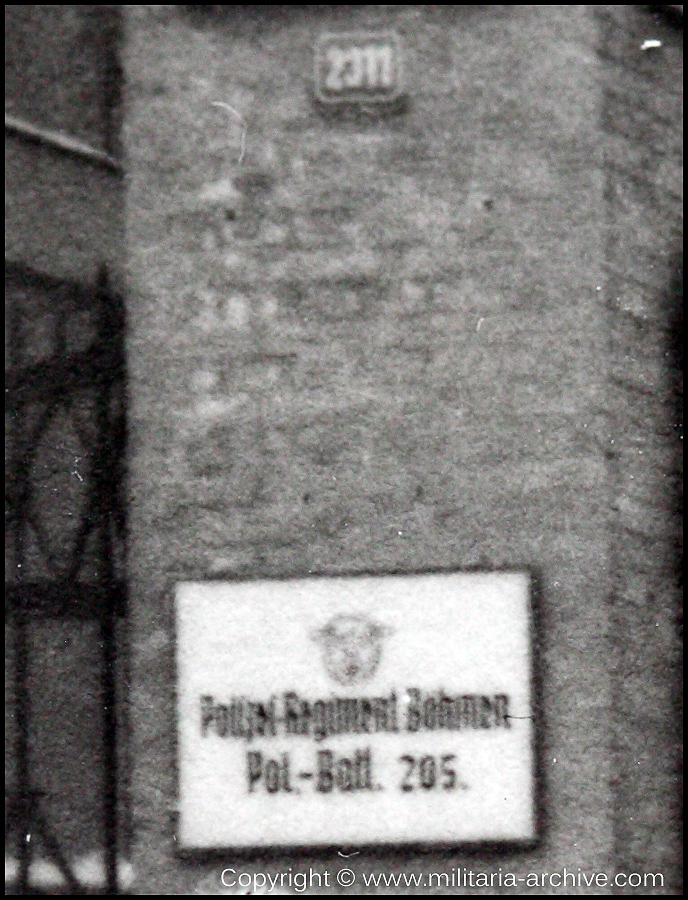 2311
Polizei-Regiment Böhmen
Pol.-Batl. 205.
Copyright © www.militaria-archive.com